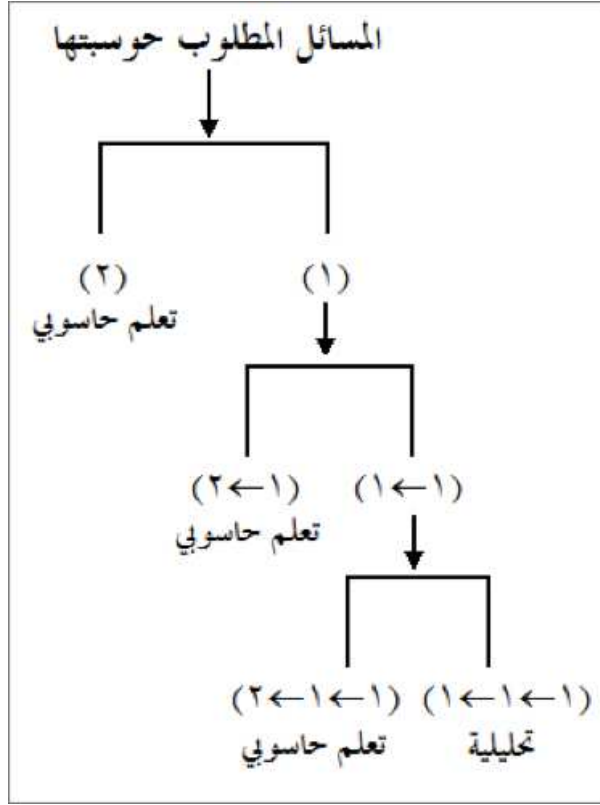 المسائل المطلوب حوسبتها
(١) (٢)
تعلم حاسوبي
(١←١) (١←٢)
تعلم حاسوبي
(١←١←١) (١←١←٢)
تحليلية تعلم حاسوبي